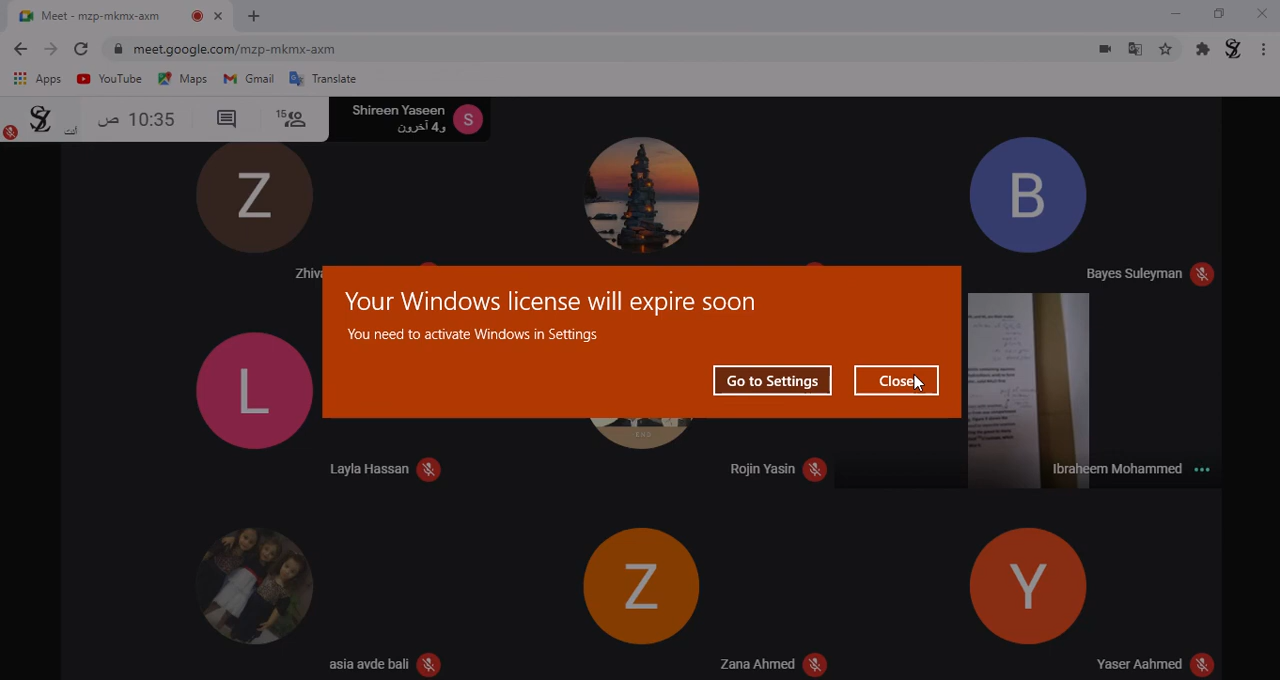 Meet - mzp-mkmx-axm
meet.google.com/mzp-mkmx-axm
Apps YouTube Maps Gmail Translate
أنت
10:35 ص
15
Shireen Yaseen
و4 آخرون
S
Z
B
Bayes Suleyman
Your Windows license will expire soon
You need to activate Windows in Settings
Go to Settings
Close
L
END
Layla Hassan
Rojin Yasin
Ibraheem Mohammed
Z
Y
asia avde bali
Zana Ahmed
Yaser Aahmed